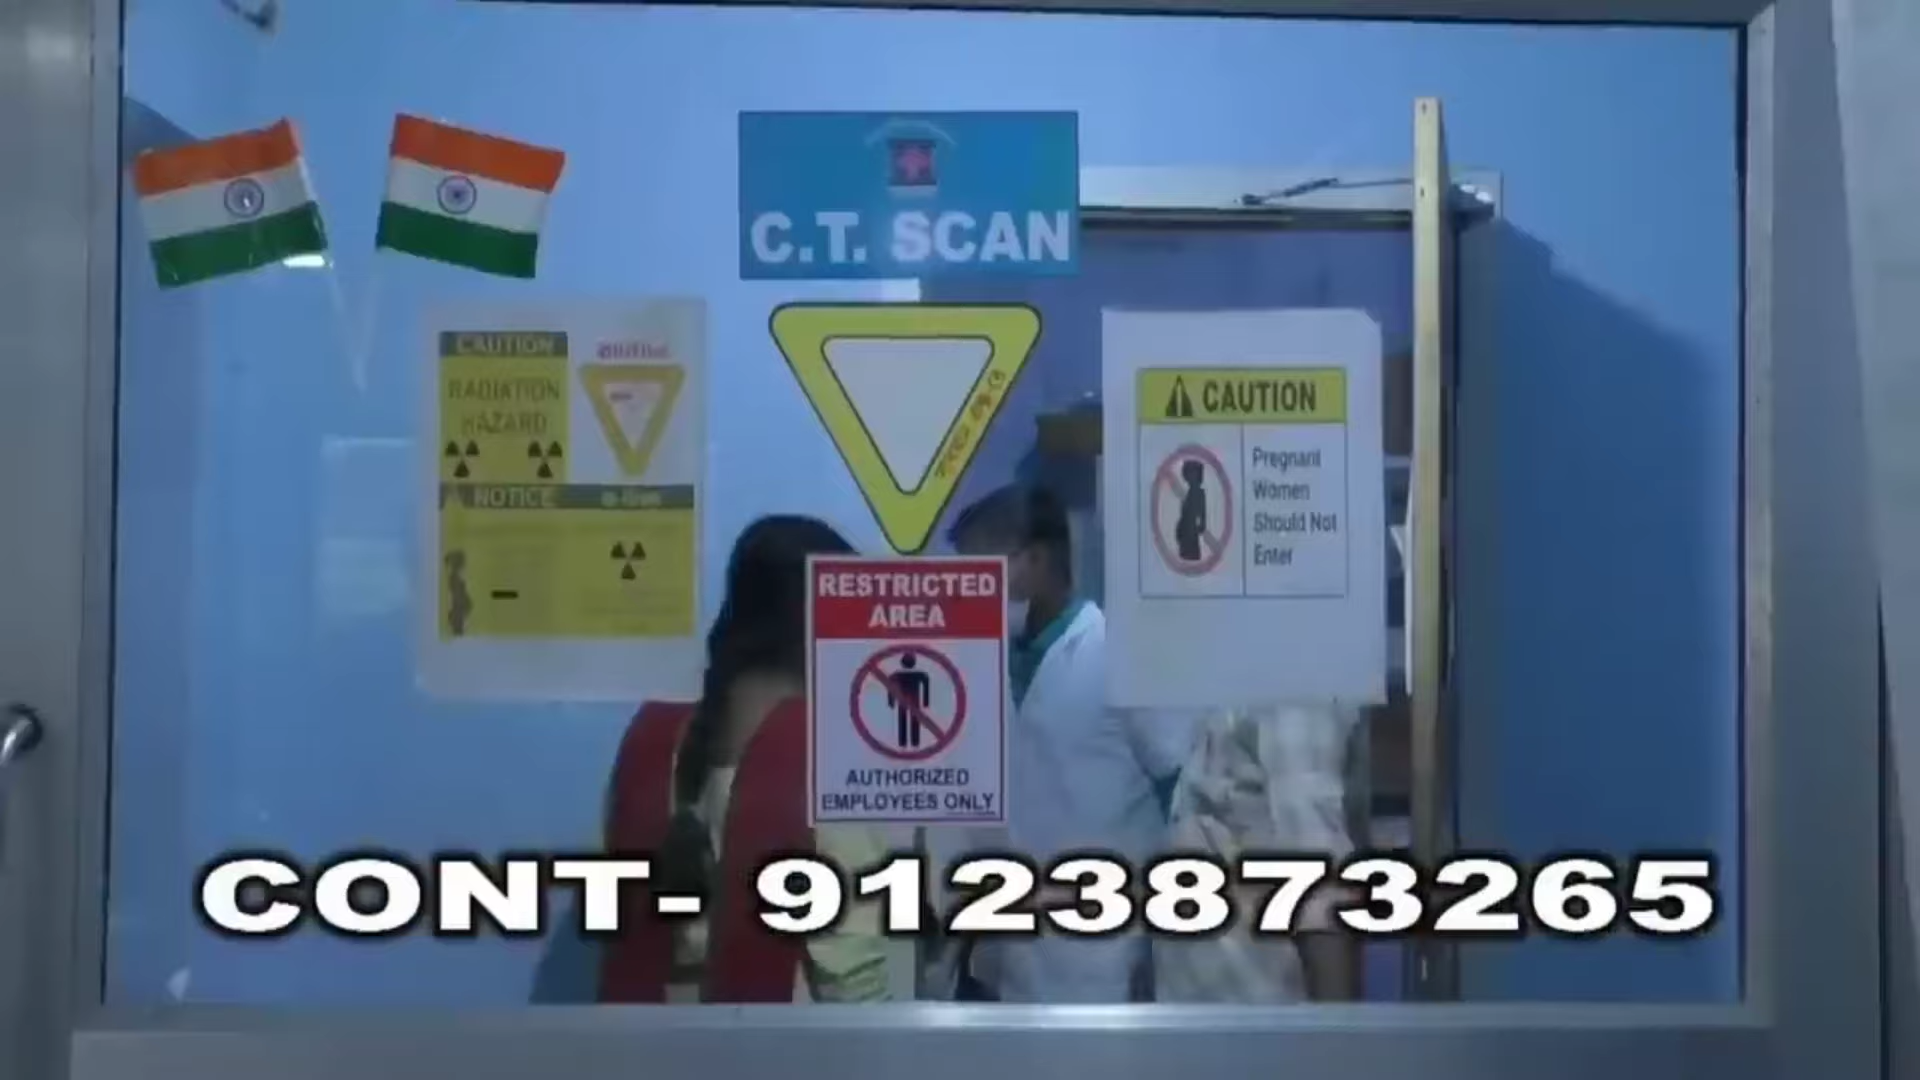 C.T. SCAN
CAUTION
RADIATION
HAZARD
NOTICE
CAUTION
Pregnant
Women
Should Not
Enter
RESTRICTED
AREA
AUTHORIZED
EMPLOYEES ONLY
CONT- 9123873265